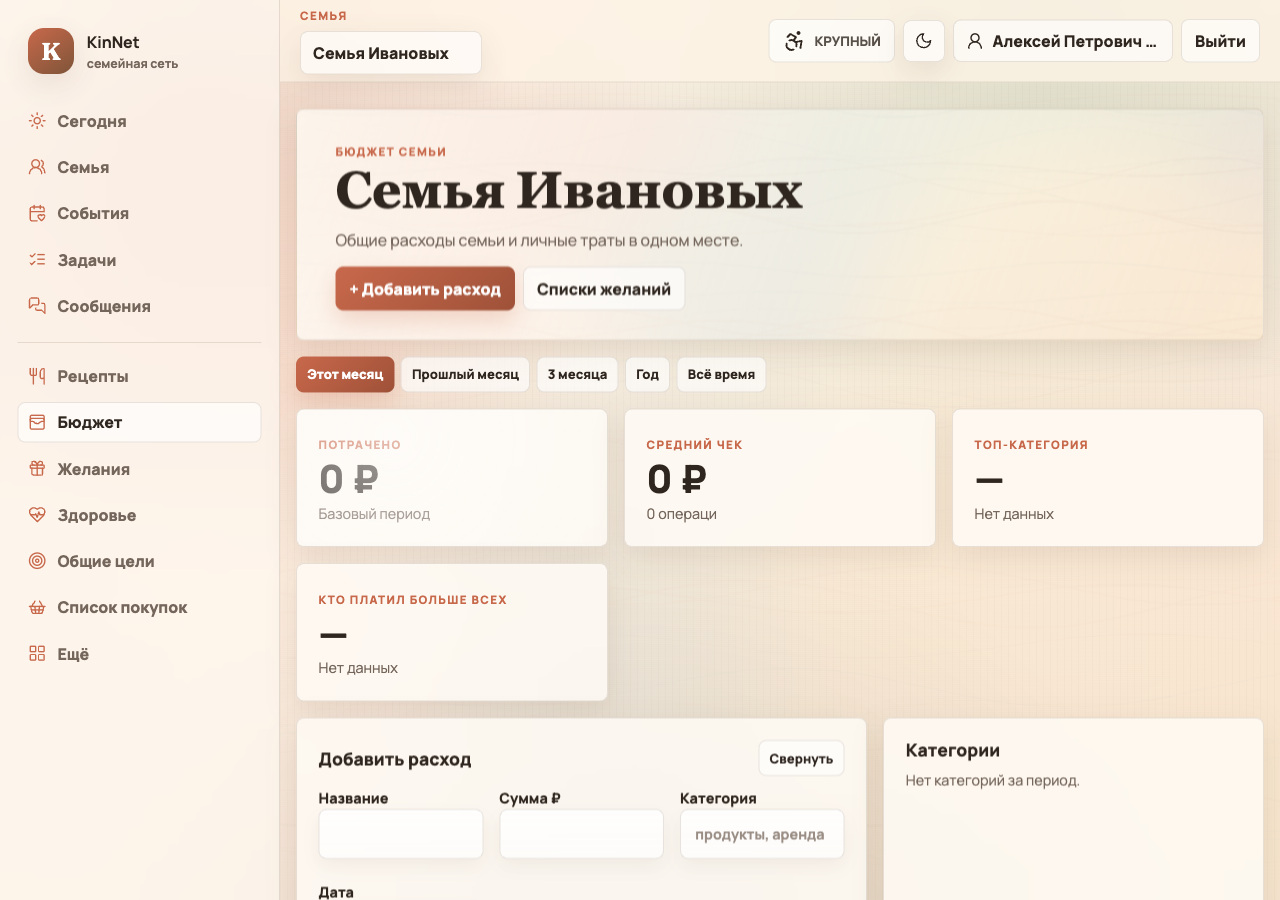 K
KinNet
семейная сеть
Сегодня
Семья
События
Задачи
Сообщения
Рецепты
Бюджет
Желания
Здоровье
Общие цели
Список покупок
Ещё
СЕМЬЯ
Семья Ивановых
КРУПНЫЙ
Алексей Петрович ...
Выйти
БЮДЖЕТ СЕМЬИ
Семья Ивановых
Общие расходы семьи и личные траты в одном месте.
+ Добавить расход
Списки желаний
Этот месяц
Прошлый месяц
3 месяца
Год
Всё время
ПОТРАЧЕНО
0 ₽
Базовый период
СРЕДНИЙ ЧЕК
0 ₽
0 операци
ТОП-КАТЕГОРИЯ
—
Нет данных
КТО ПЛАТИЛ БОЛЬШЕ ВСЕХ
—
Нет данных
Добавить расход
Свернуть
Название
Сумма ₽
Категория
продукты, аренда
Дата
Категории
Нет категорий за период.